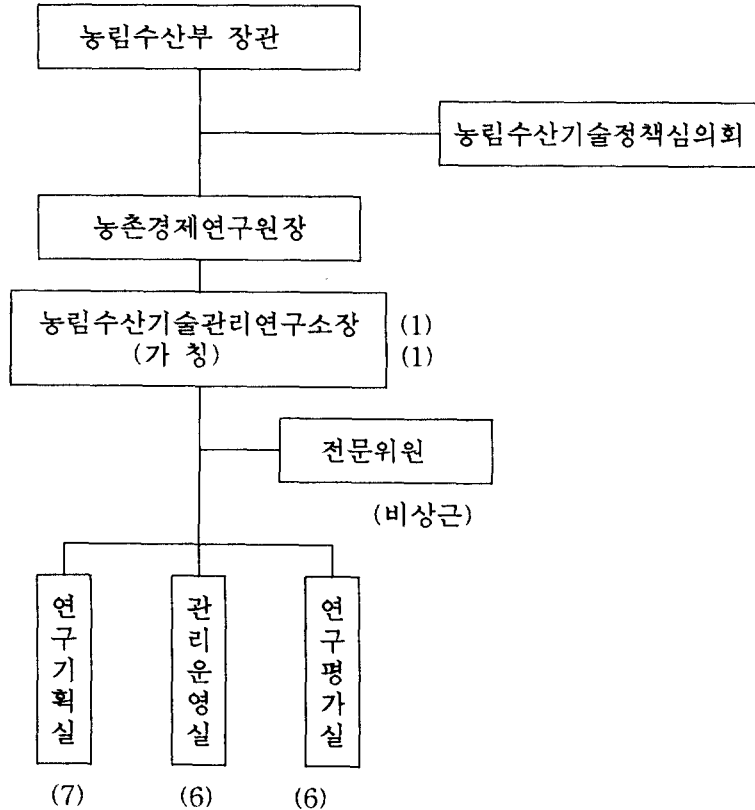 농림수산부 장관
농림수산기술정책심의회
농촌경제연구원장
농림수산기술관리연구소장 (1)
(가 칭) (1)
전문위원
(비상근)
연구기획실
관리운영실
연구평가실
(7) (6) (6)